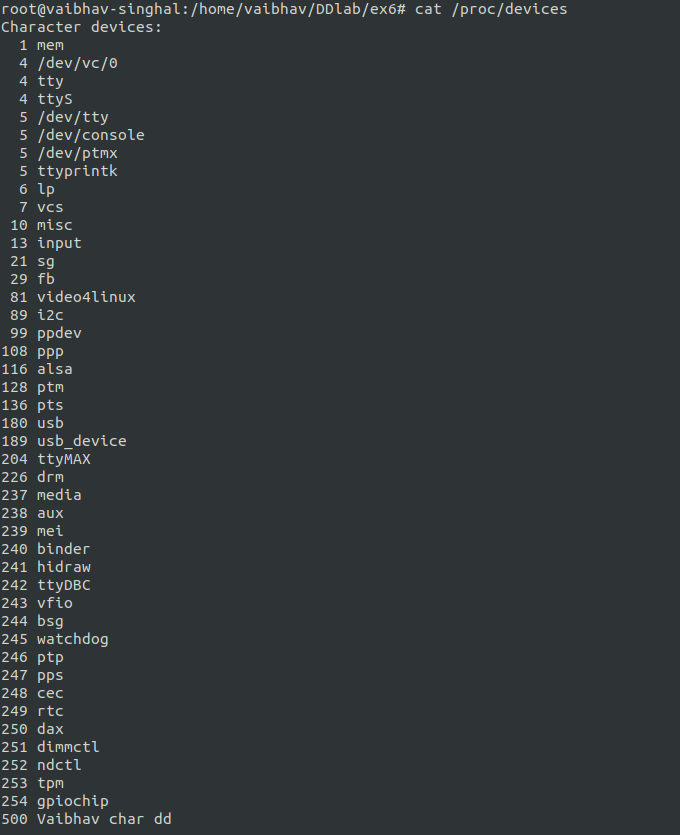 root@vaibhav-singhal:/home/vaibhav/DDlab/ex6# cat /proc/devices
Character devices:
  1 mem
  4 /dev/vc/0
  4 tty
  4 ttyS
  5 /dev/tty
  5 /dev/console
  5 /dev/ptmx
  5 ttyprintk
  6 lp
  7 vcs
 10 misc
 13 input
 21 sg
 29 fb
 81 video4linux
 89 i2c
 99 ppdev
108 ppp
116 alsa
128 ptm
136 pts
180 usb
189 usb_device
204 ttyMAX
226 drm
237 media
238 aux
239 mei
240 binder
241 hidraw
242 ttyDBC
243 vfio
244 bsg
245 watchdog
246 ptp
247 pps
248 cec
249 rtc
250 dax
251 dimmctl
252 ndctl
253 tpm
254 gpiochip
500 Vaibhav char dd